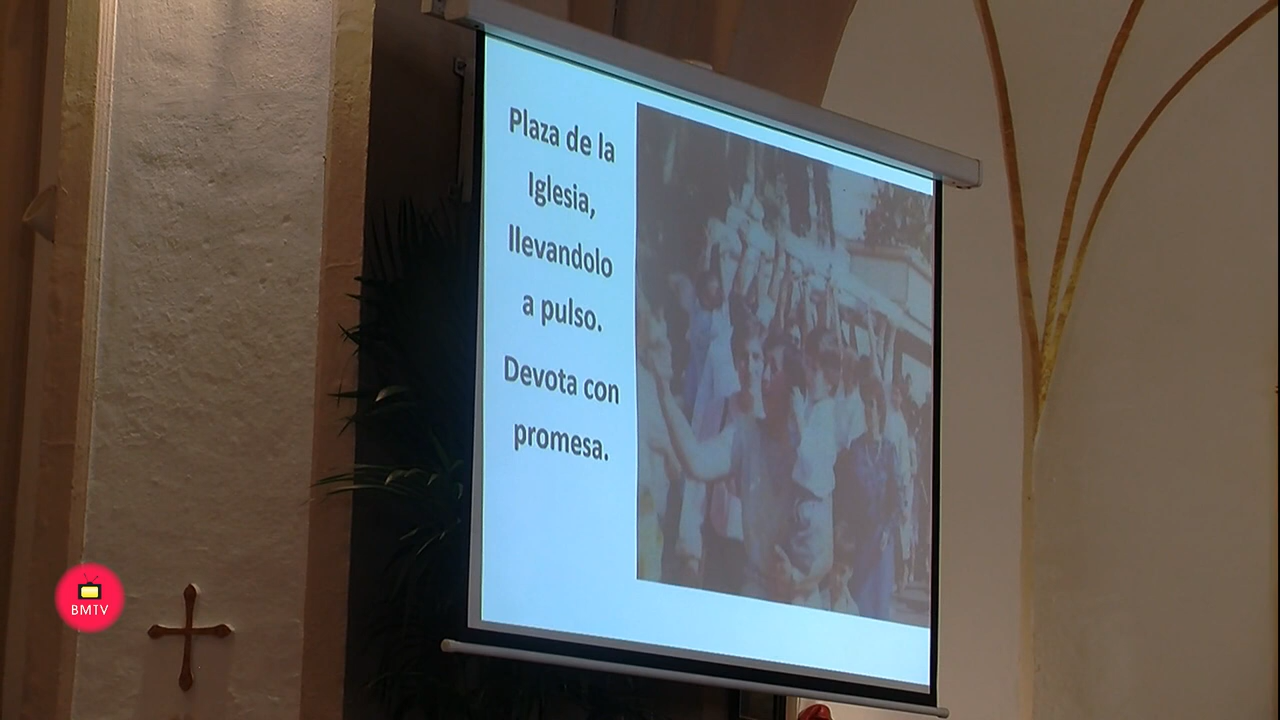 Plaza de la
Iglesia,
llevandolo
a pulso.
Devota con
promesa.
BMTV